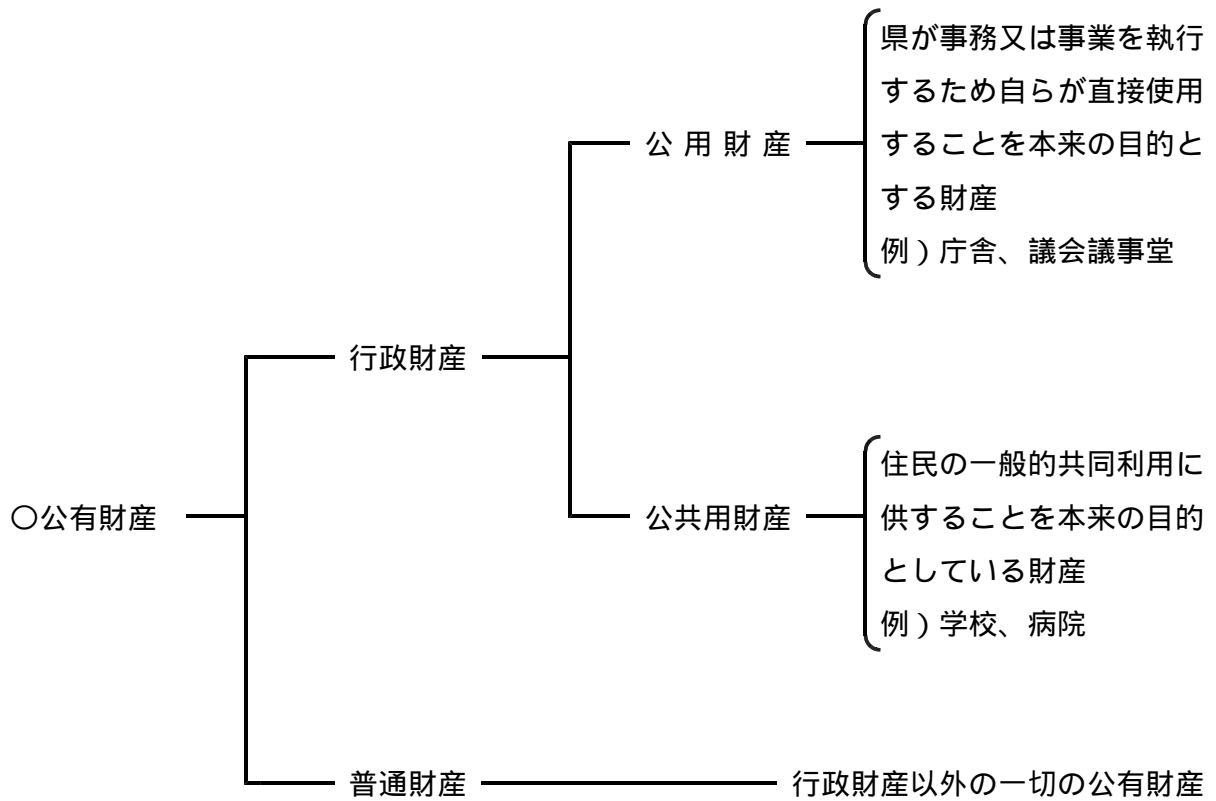 県が事務又は事業を執行
するため自らが直接使用
することを本来の目的と
する財産
例）庁舎、議会議事堂
公用財産
行政財産
住民の一般的共同利用に
供することを本来の目的
としている財産
例）学校、病院
公共用財産
○公有財産
普通財産
行政財産以外の一切の公有財産